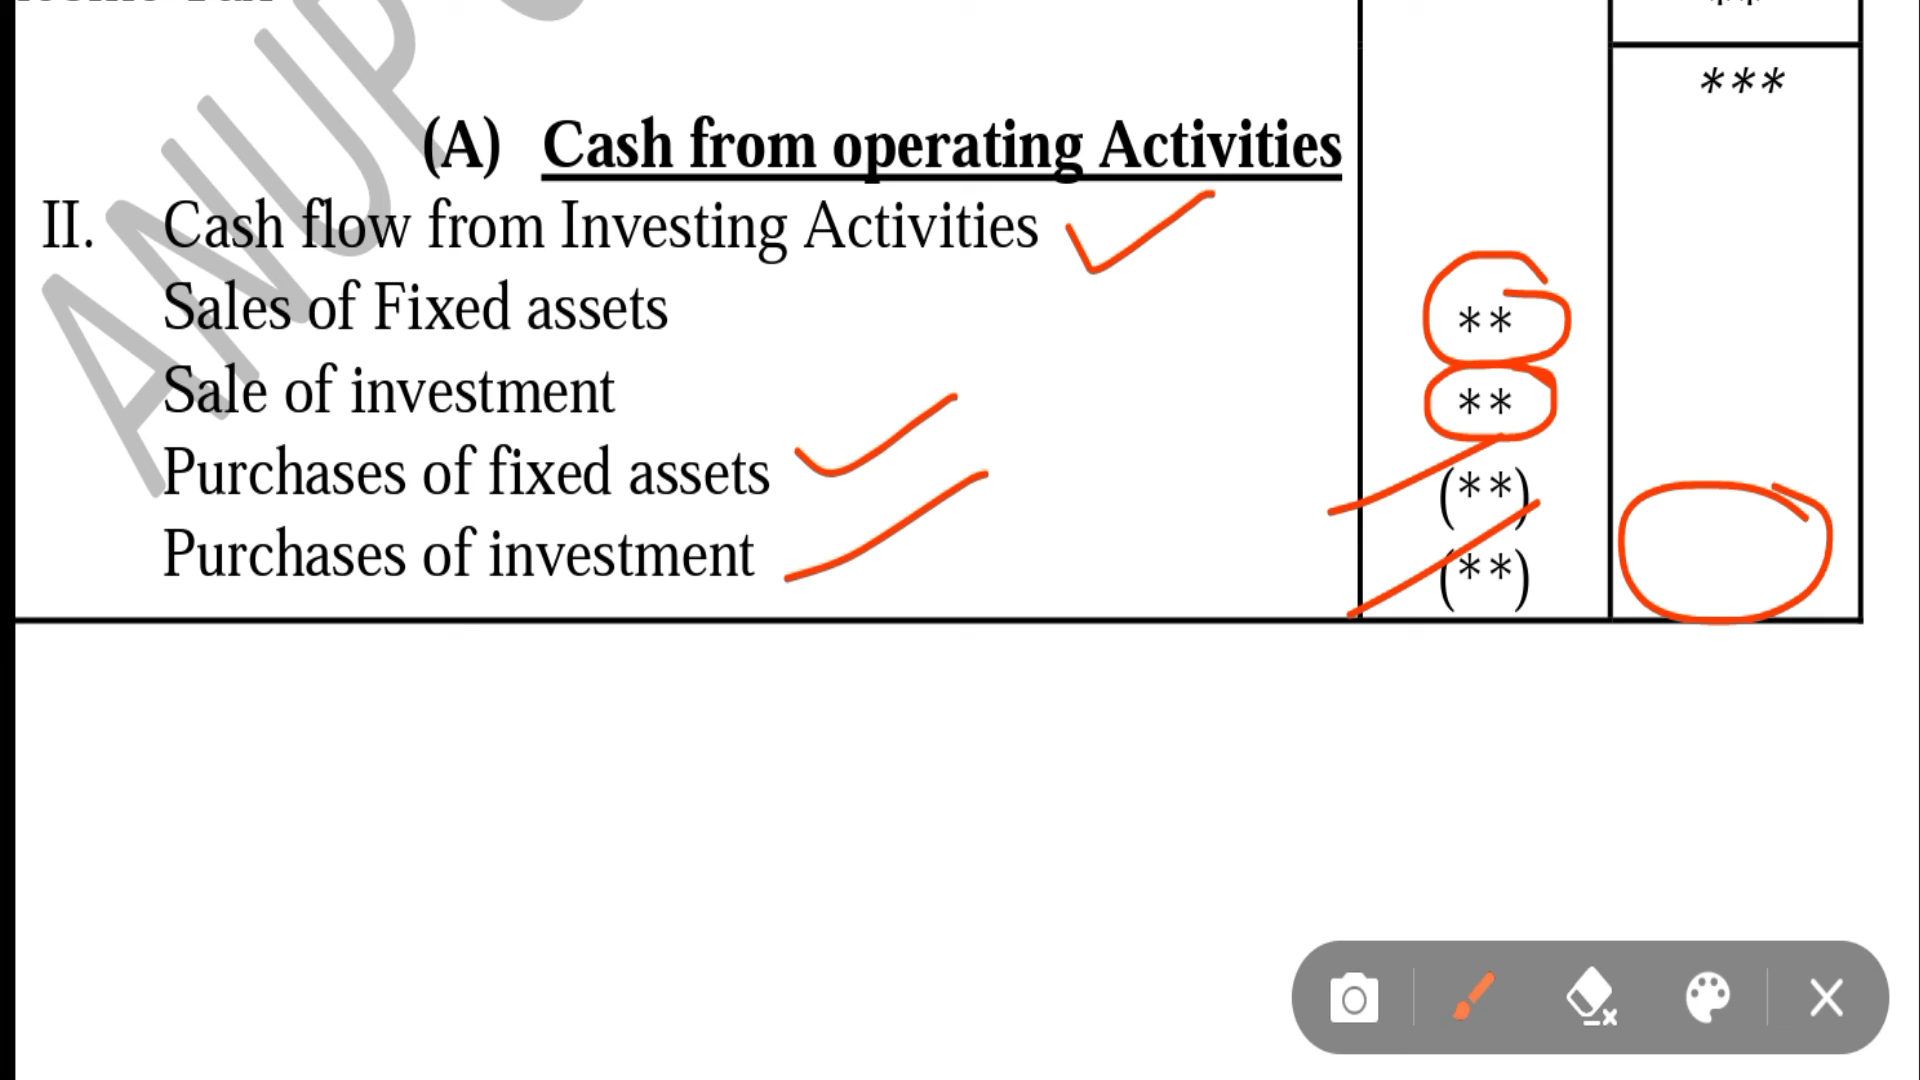 **
***
(A) Cash from operating Activities
II. Cash flow from Investing Activities
Sales of Fixed assets **
Sale of investment **
Purchases of fixed assets (**)
Purchases of investment (**)
ANUP